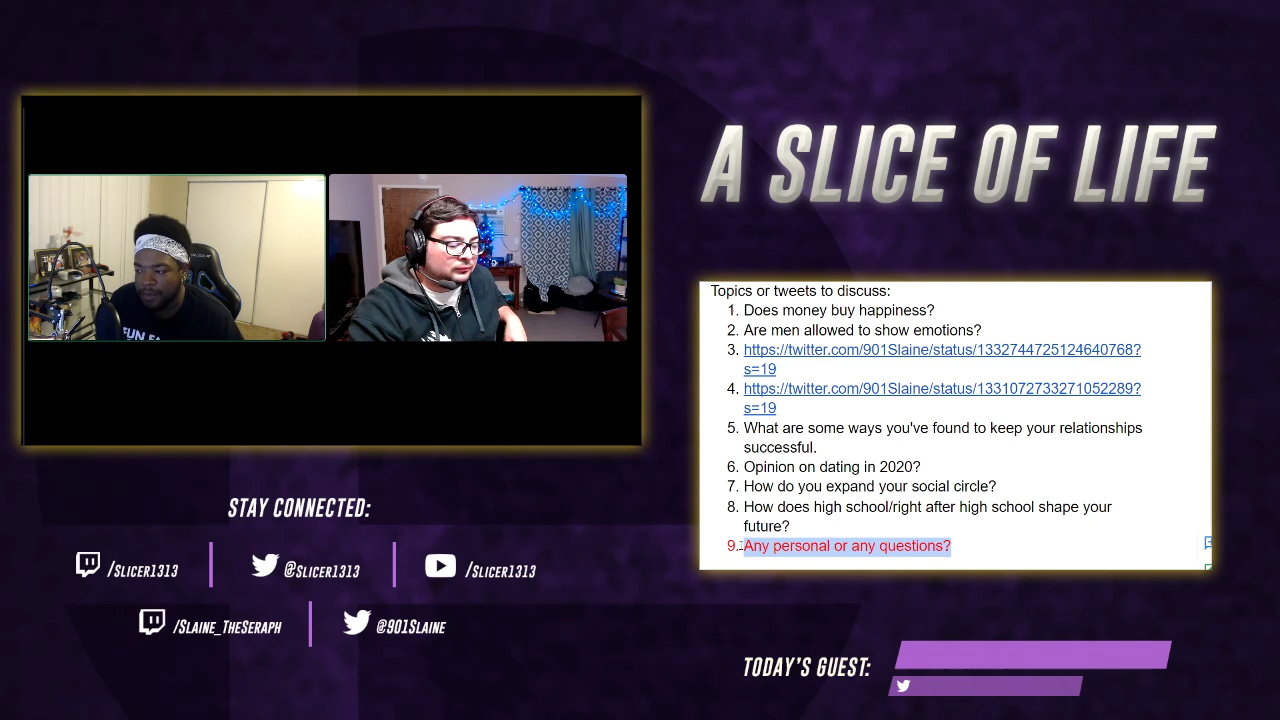 A SLICE OF LIFE
Topics or tweets to discuss:
1. Does money buy happiness?
2. Are men allowed to show emotions?
3. https://twitter.com/901Slaine/status/1332744725124640768?
s=19
4. https://twitter.com/901Slaine/status/1331072733271052289?
s=19
5. What are some ways you've found to keep your relationships
successful.
6. Opinion on dating in 2020?
7. How do you expand your social circle?
8. How does high school/right after high school shape your
future?
9. Any personal or any questions?
STAY CONNECTED:
/SLICER1313
@SLICER1313
/SLICER1313
/SLAINE_THESERAPH
@901SLAINE
TODAY'S GUEST: